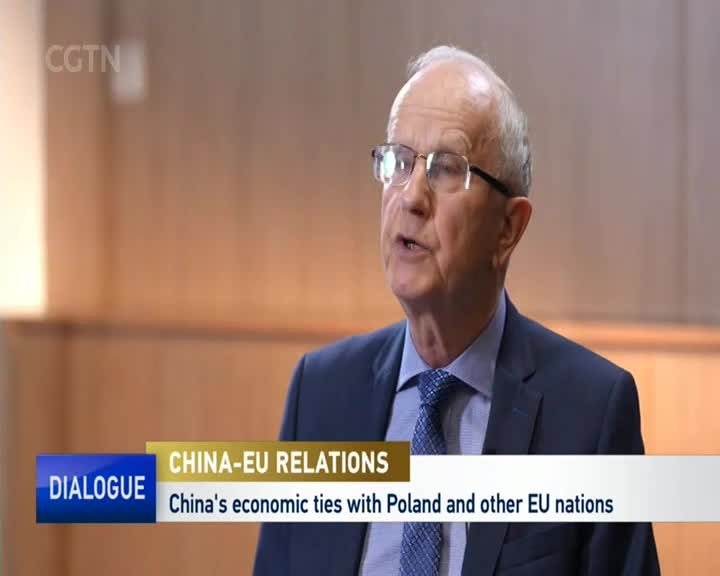 CGTN
CHINA-EU RELATIONS
DIALOGUE
China's economic ties with Poland and other EU nations